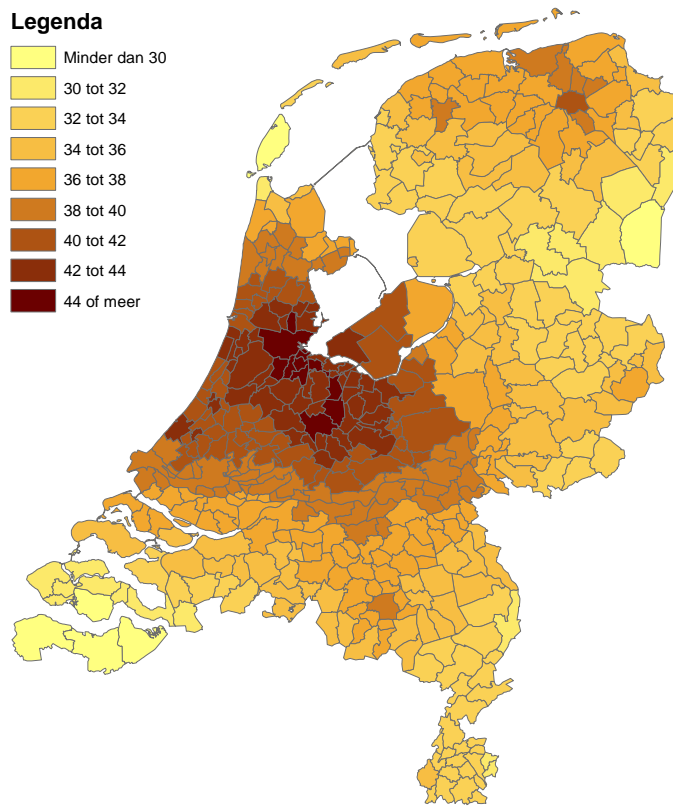 Legenda
Minder dan 30
30 tot 32
32 tot 34
34 tot 36
36 tot 38
38 tot 40
40 tot 42
42 tot 44
44 of meer